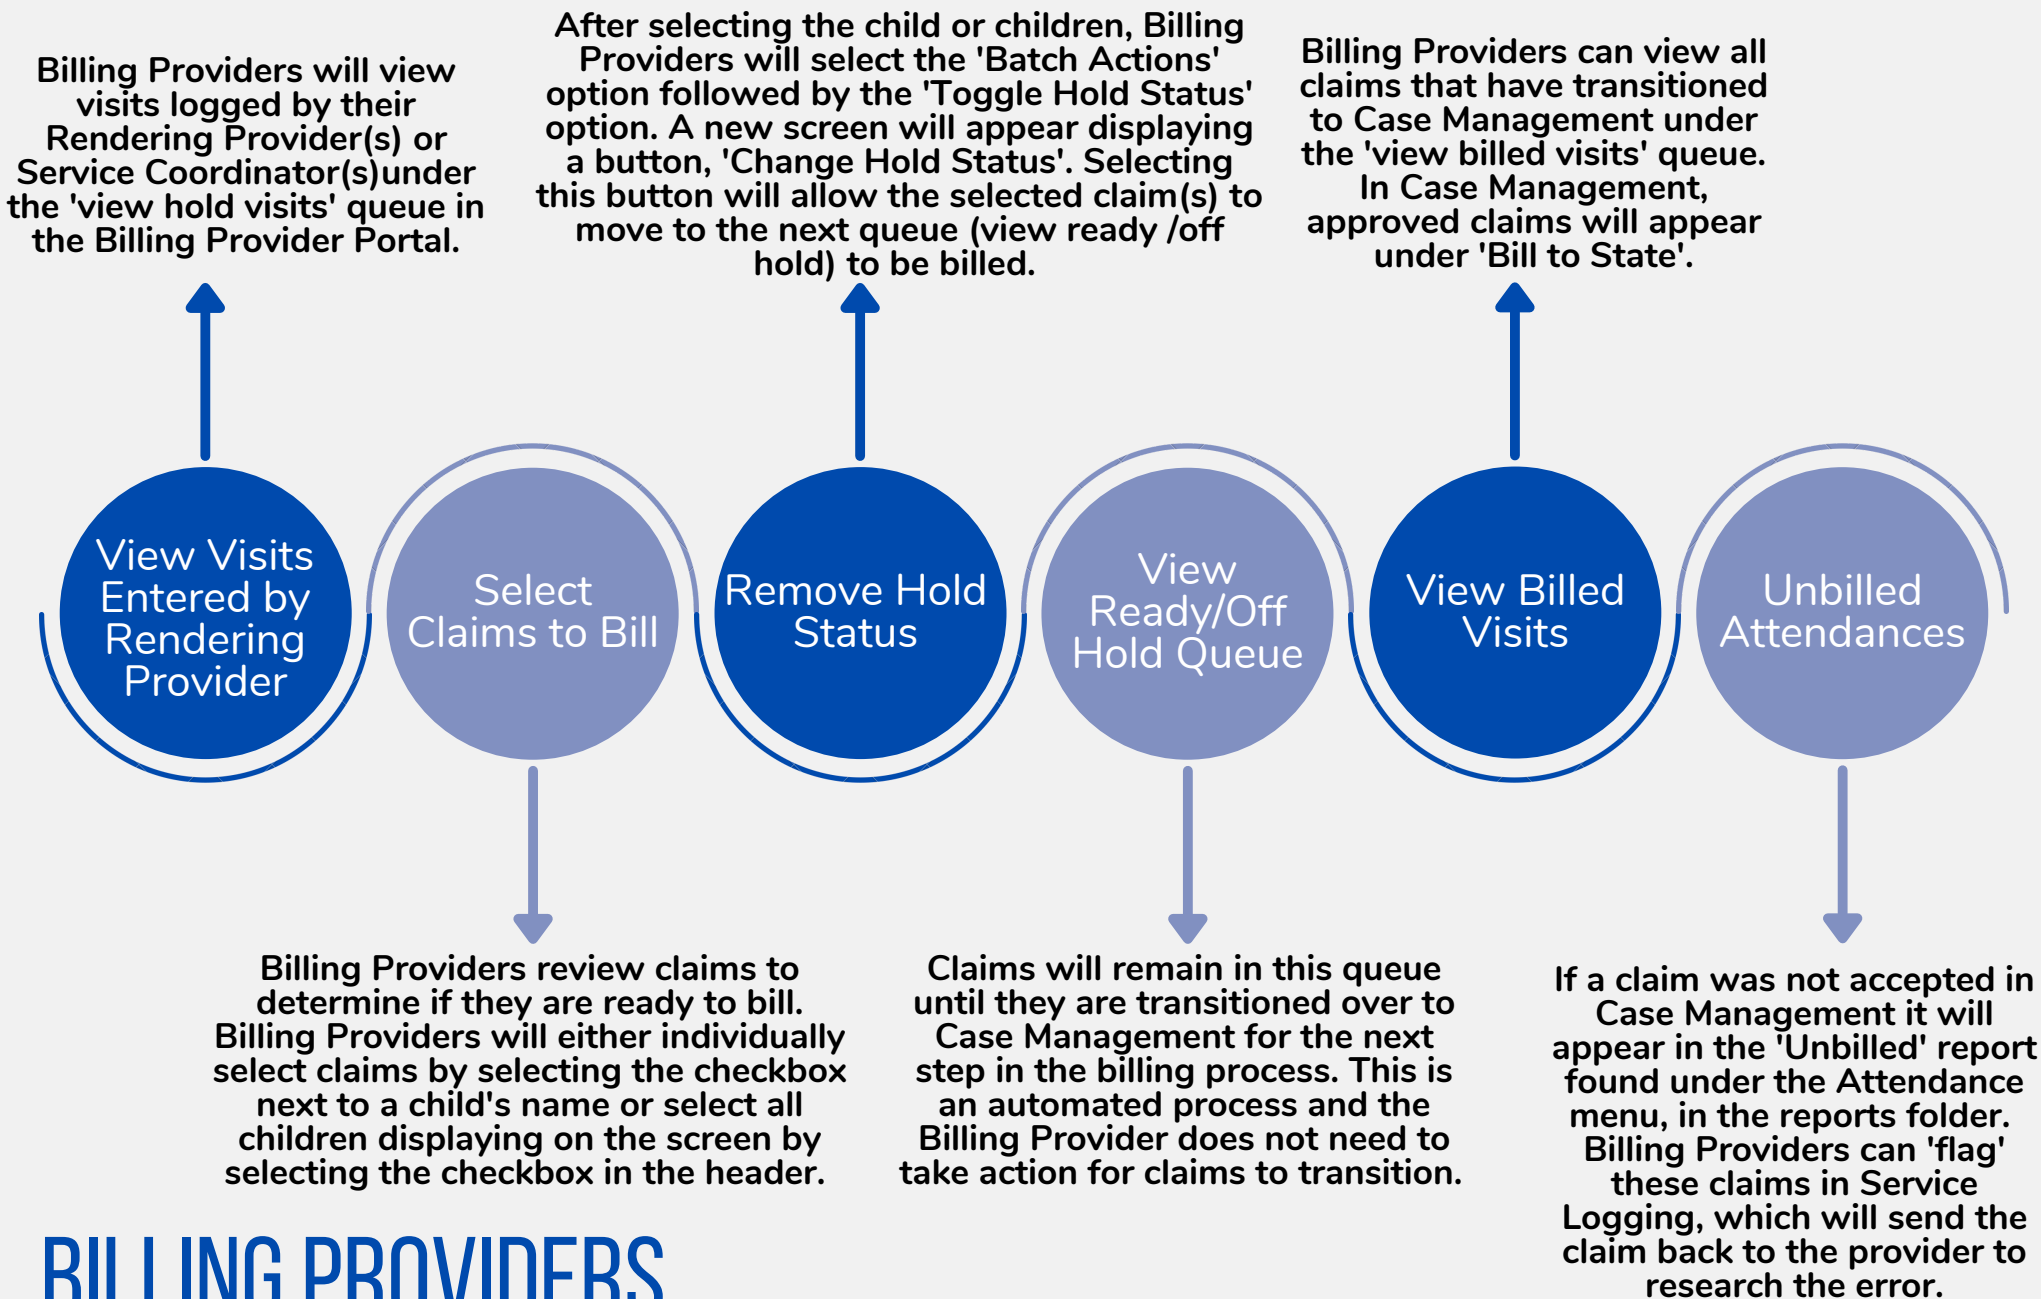 Billing Providers will view
visits logged by their
Rendering Provider(s) or
Service Coordinator(s)under
the 'view hold visits' queue in
the Billing Provider Portal.
After selecting the child or children, Billing
Providers will select the 'Batch Actions'
option followed by the 'Toggle Hold Status'
option. A new screen will appear displaying
a button, 'Change Hold Status'. Selecting
this button will allow the selected claim(s) to
move to the next queue (view ready /off
hold) to be billed.
Billing Providers can view all
claims that have transitioned
to Case Management under
the 'view billed visits' queue.
In Case Management,
approved claims will appear
under 'Bill to State'.
View Visits
Entered by
Rendering
Provider
Select
Claims to Bill
Remove Hold
Status
View
Ready/Off
Hold Queue
View Billed
Visits
Unbilled
Attendances
Billing Providers review claims to
determine if they are ready to bill.
Billing Providers will either individually
select claims by selecting the checkbox
next to a child's name or select all
children displaying on the screen by
selecting the checkbox in the header.
Claims will remain in this queue
until they are transitioned over to
Case Management for the next
step in the billing process. This is
an automated process and the
Billing Provider does not need to
take action for claims to transition.
If a claim was not accepted in
Case Management it will
appear in the 'Unbilled' report
found under the Attendance
menu, in the reports folder.
Billing Providers can 'flag'
these claims in Service
Logging, which will send the
claim back to the provider to
research the error.
BILLING PROVIDERS